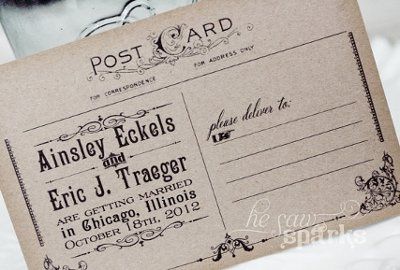 POST CARD
FOR CORRESPONDENCE
FOR ADDRESS ONLY
Ainsley Eckels
and
Eric J. Traeger
ARE GETTING MARRIED
in Chicago, Illinois
OCTOBER 18TH, 2012
please deliver to:
he saw
sparks